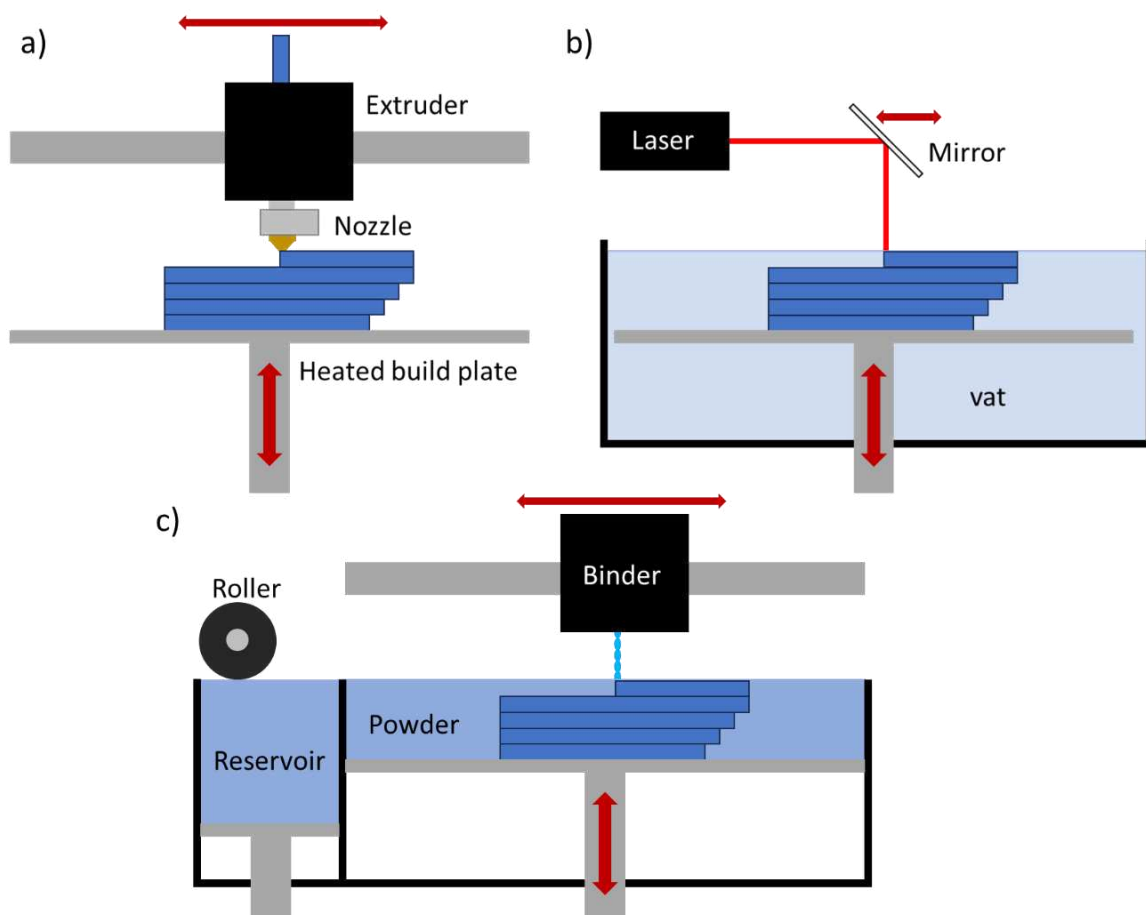 a)
Extruder
Nozzle
Heated build plate
b)
Laser
Mirror
vat
c)
Binder
Roller
Powder
Reservoir